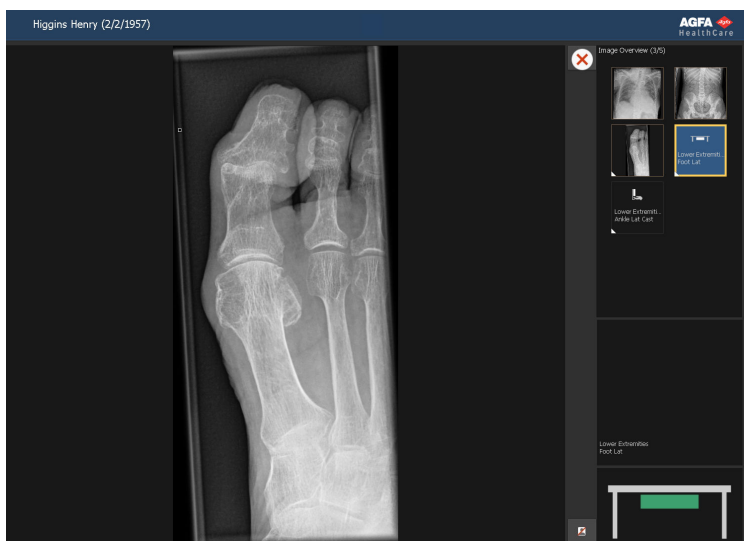 Higgins Henry (2/2/1957)
AGFA
HealthCare
Image Overview (3/5)
Lower Extremiti...
Foot Lat
Lower Extremiti...
Ankle Lat Cast
Lower Extremities
Foot Lat